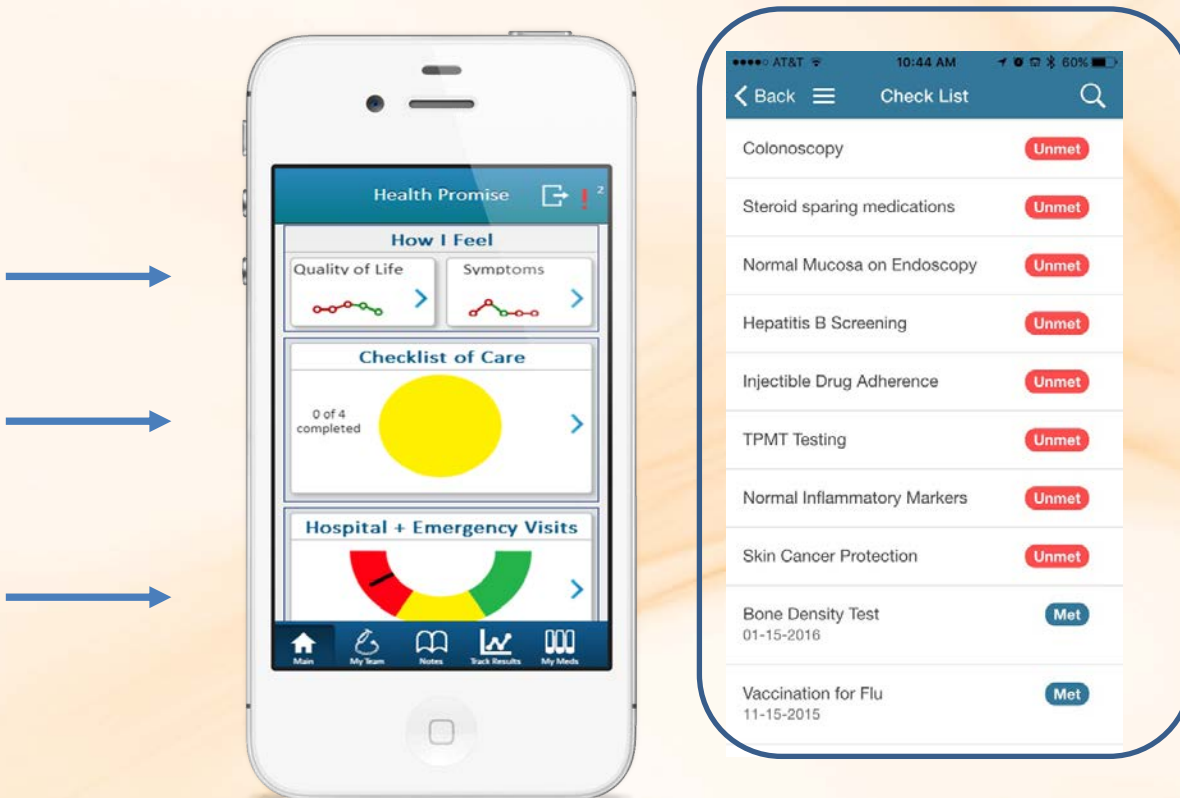 Health Promise
2
How I Feel
Quality of Life
Symptoms
Checklist of Care
0 of 4
completed
Hospital + Emergency Visits
Main
My Team
Notes
Track Results
My Meds
AT&T
10:44 AM
60%
Back
Check List
Colonoscopy
Unmet
Steroid sparing medications
Unmet
Normal Mucosa on Endoscopy
Unmet
Hepatitis B Screening
Unmet
Injectible Drug Adherence
Unmet
TPMT Testing
Unmet
Normal Inflammatory Markers
Unmet
Skin Cancer Protection
Unmet
Bone Density Test
Met
01-15-2016
Vaccination for Flu
Met
11-15-2015